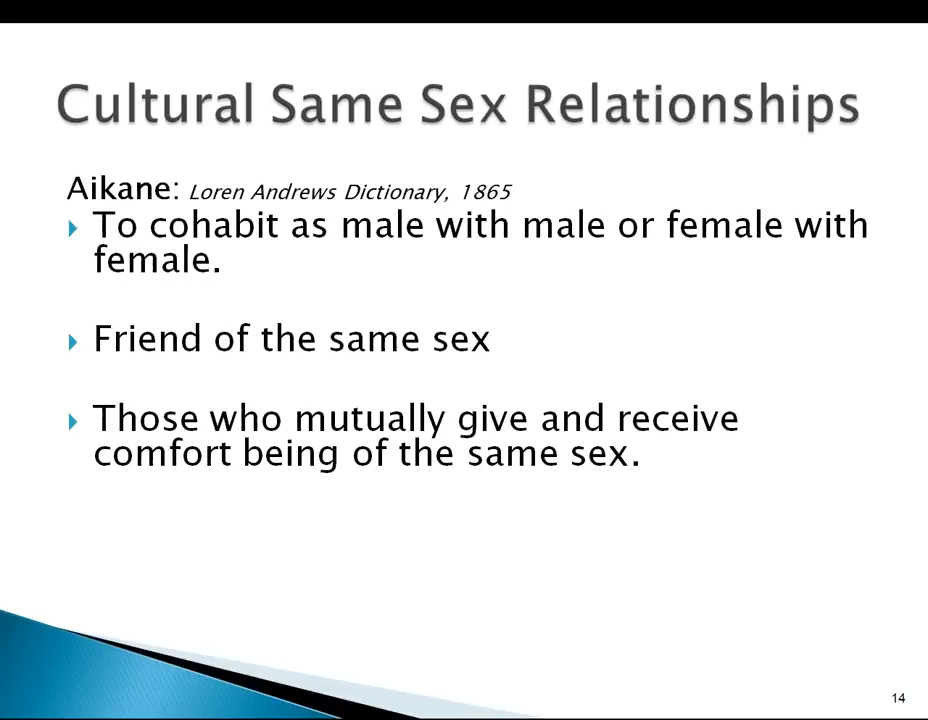 Cultural Same Sex Relationships
Aikane: Loren Andrews Dictionary, 1865
To cohabit as male with male or female with
female.
Friend of the same sex
Those who mutually give and receive
comfort being of the same sex.
14